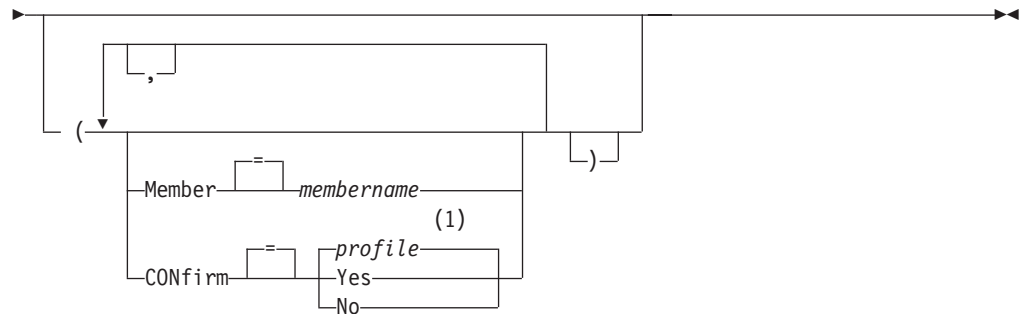 ,
(
)
=
Member membername
(1)
= profile
CONfirm Yes
No